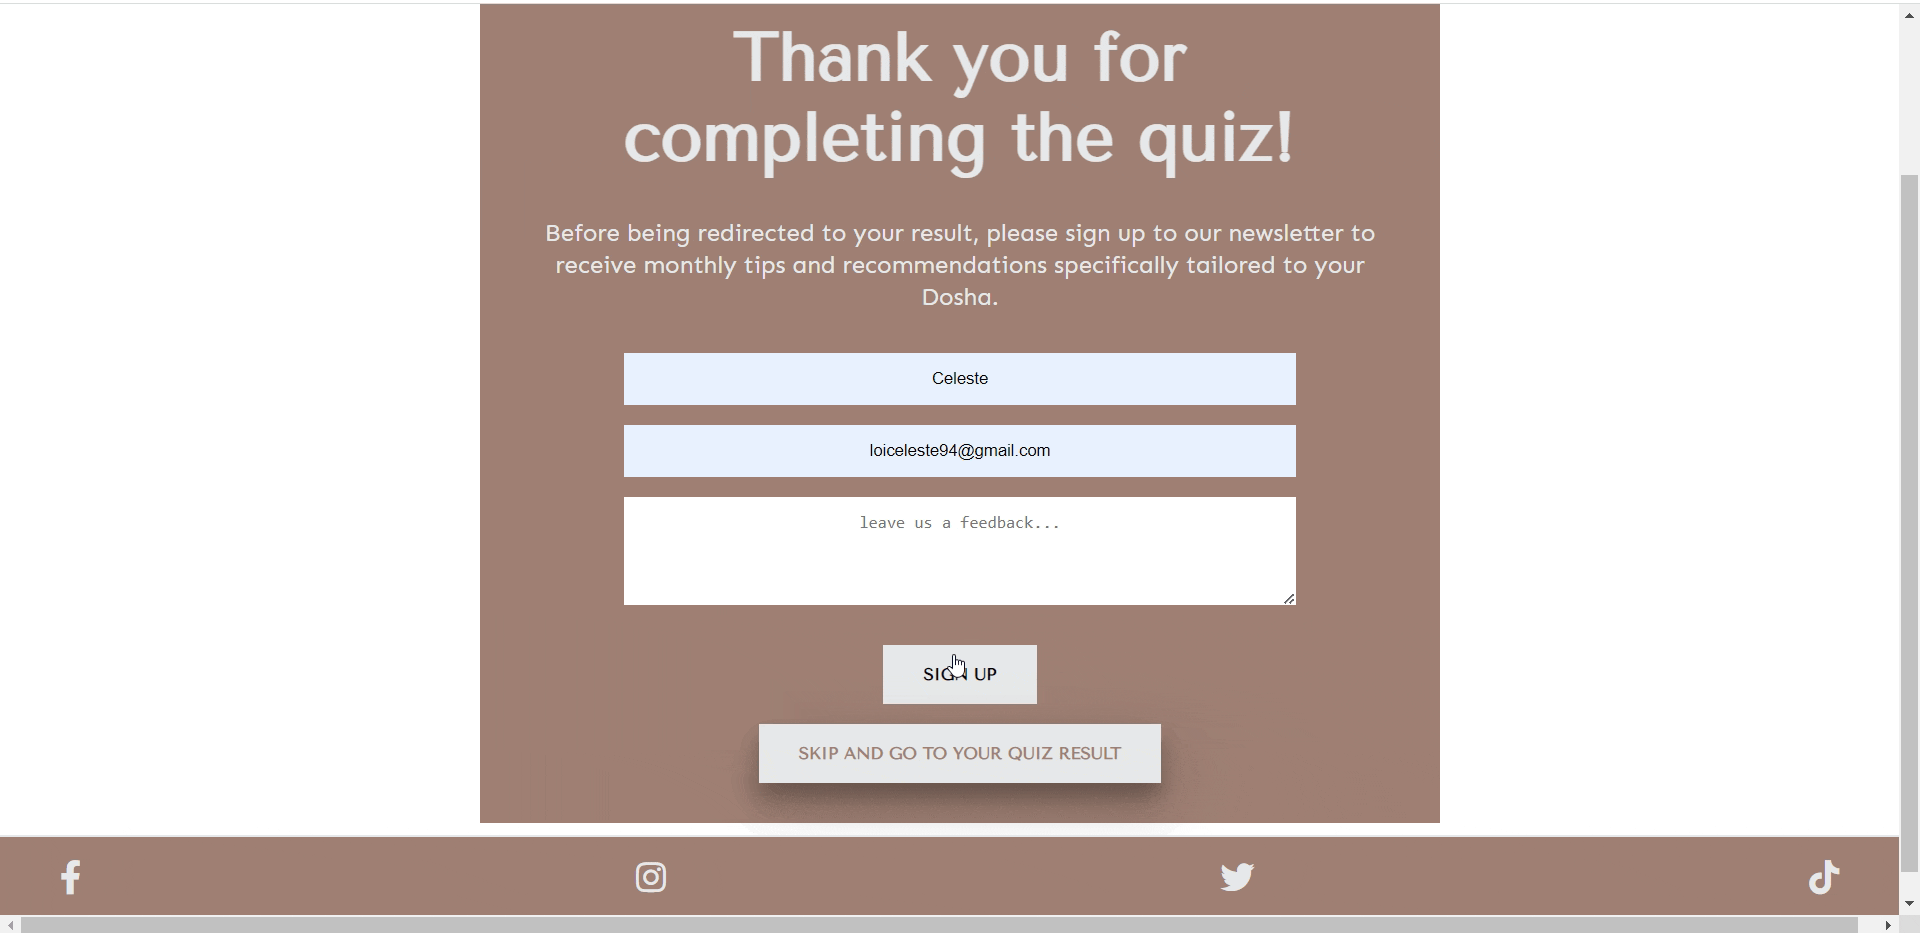 Thank you for
completing the quiz!
Before being redirected to your result, please sign up to our newsletter to
receive monthly tips and recommendations specifically tailored to your
Dosha.
Celeste
loiceleste94@gmail.com
leave us a feedback...
SIGN UP
SKIP AND GO TO YOUR QUIZ RESULT